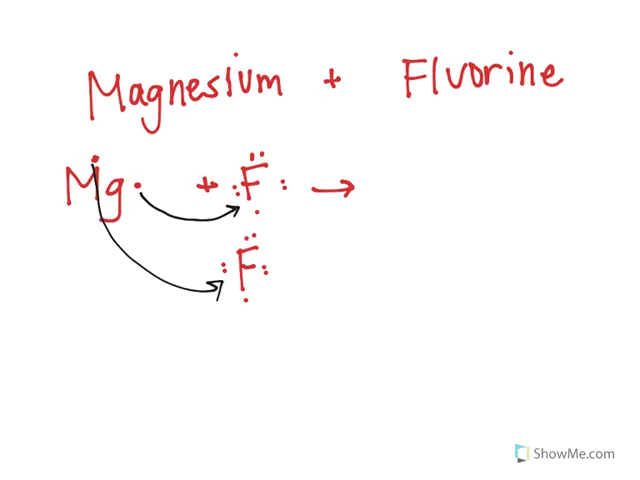 Magnesium + Fluorine
Mg + F →
F
ShowMe.com